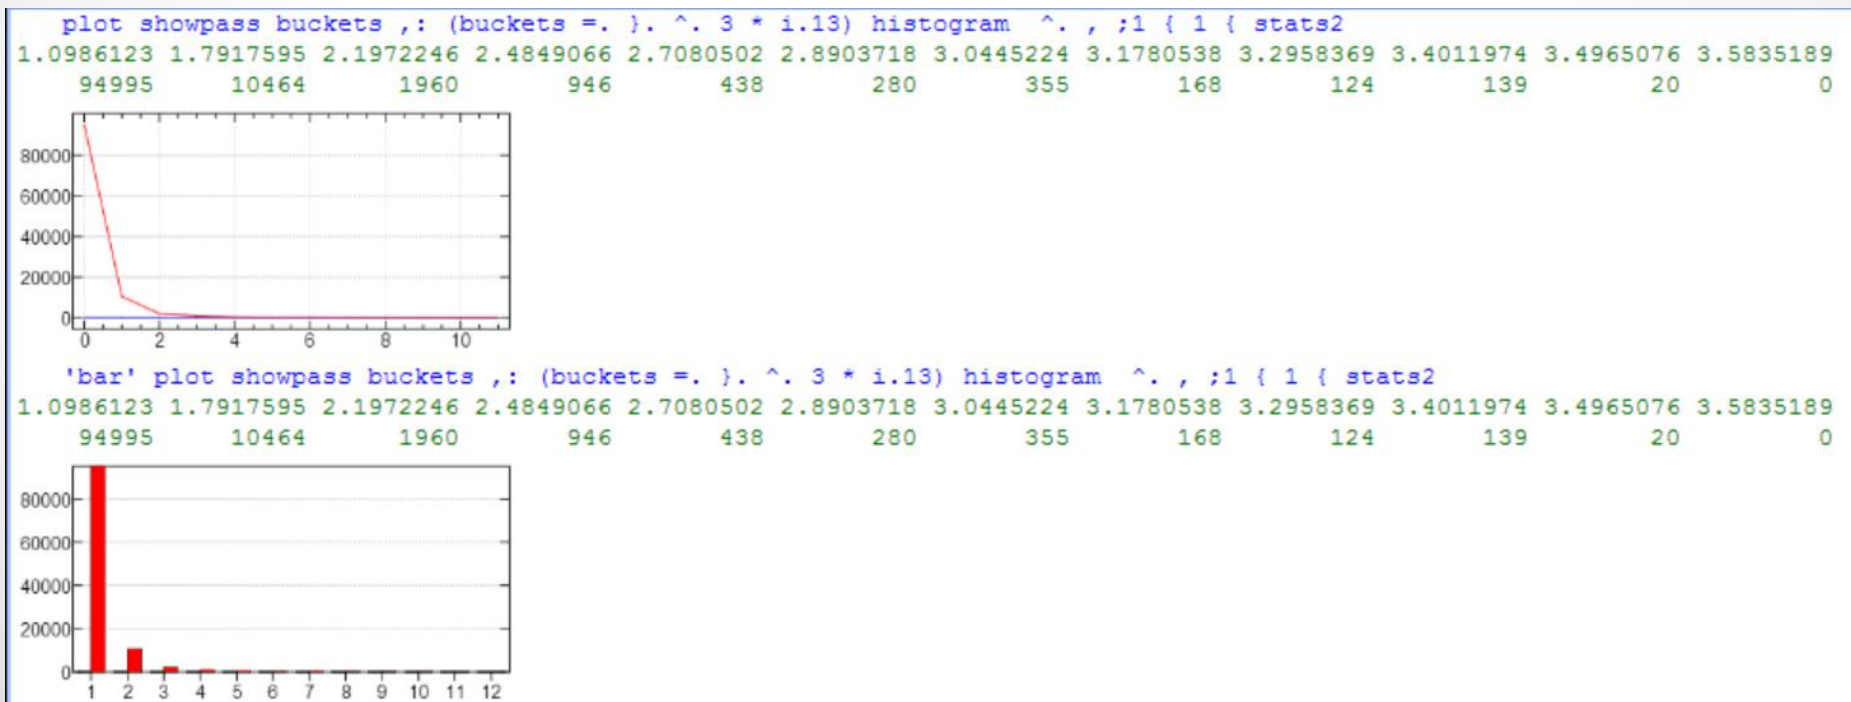 plot showpass buckets ,: (buckets =. }. ^. 3 * i.13) histogram  ^. , ;1 { 1 { stats2
1.0986123 1.7917595 2.1972246 2.4849066 2.7080502 2.8903718 3.0445224 3.1780538 3.2958369 3.4011974 3.4965076 3.5835189
94995 10464 1960 946 438 280 355 168 124 139 20 0
80000
60000
40000
20000
0
0 2 4 6 8 10
'bar' plot showpass buckets ,: (buckets =. }. ^. 3 * i.13) histogram  ^. , ;1 { 1 { stats2
1.0986123 1.7917595 2.1972246 2.4849066 2.7080502 2.8903718 3.0445224 3.1780538 3.2958369 3.4011974 3.4965076 3.5835189
94995 10464 1960 946 438 280 355 168 124 139 20 0
80000
60000
40000
20000
0
1 2 3 4 5 6 7 8 9 10 11 12